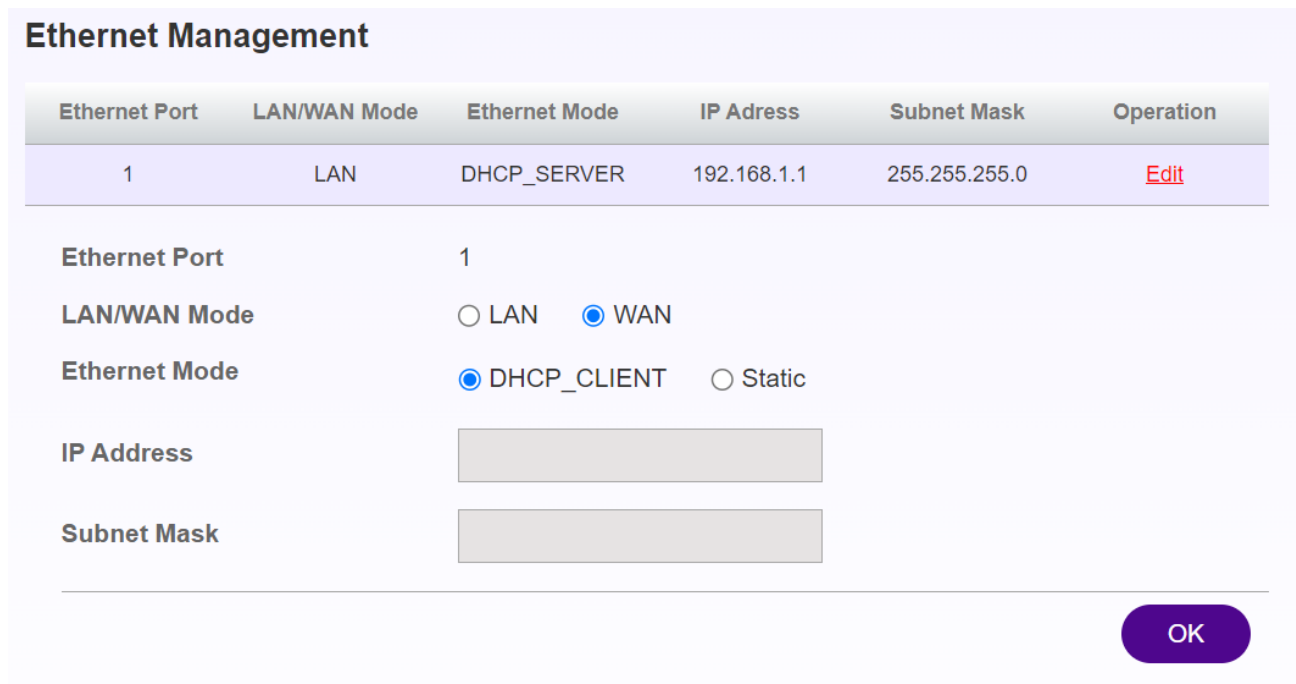 Ethernet Management
Ethernet Port LAN/WAN Mode Ethernet Mode IP Adress Subnet Mask Operation
1 LAN DHCP_SERVER 192.168.1.1 255.255.255.0 Edit
Ethernet Port 1
LAN/WAN Mode LAN WAN
Ethernet Mode DHCP_CLIENT Static
IP Address
Subnet Mask
OK